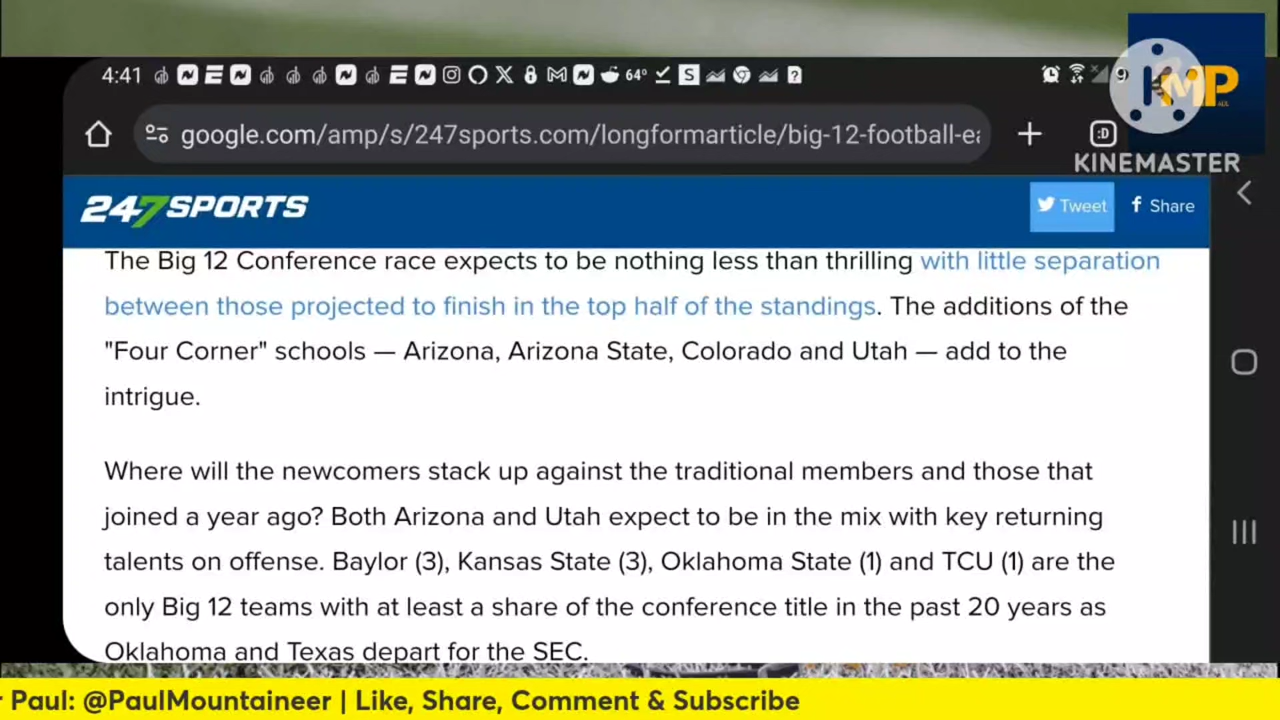 4:41
64°
google.com/amp/s/247sports.com/longformarticle/big-12-football-ea
KINEMASTER
247SPORTS
Tweet
Share
The Big 12 Conference race expects to be nothing less than thrilling with little separation
between those projected to finish in the top half of the standings. The additions of the
"Four Corner" schools — Arizona, Arizona State, Colorado and Utah — add to the
intrigue.
Where will the newcomers stack up against the traditional members and those that
joined a year ago? Both Arizona and Utah expect to be in the mix with key returning
talents on offense. Baylor (3), Kansas State (3), Oklahoma State (1) and TCU (1) are the
only Big 12 teams with at least a share of the conference title in the past 20 years as
Oklahoma and Texas depart for the SEC.
Paul: @PaulMountaineer | Like, Share, Comment & Subscribe